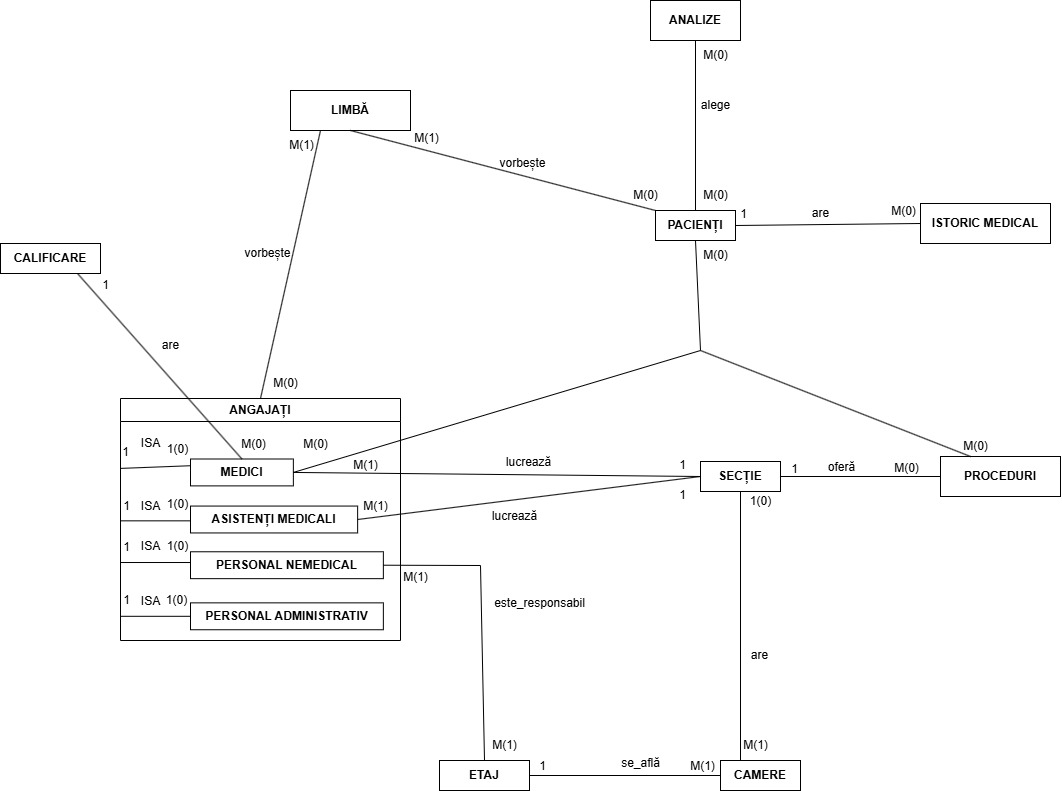 ANALIZE
M(0)
alege
LIMBĂ
M(1)
M(1)
vorbește
M(0)
M(0)
PACIENȚI
1
are
M(0)
ISTORIC MEDICAL
M(0)
vorbește
CALIFICARE
1
are
M(0)
ANGAJAȚI
1
ISA
1(0)
M(0)
M(0)
MEDICI
M(1)
lucrează
1
SECȚIE
1
oferă
M(0)
M(0)
PROCEDURI
1
ISA
1(0)
ASISTENȚI MEDICALI
M(1)
lucrează
1
1(0)
1
ISA
1(0)
PERSONAL NEMEDICAL
M(1)
este_responsabil
1
ISA
1(0)
PERSONAL ADMINISTRATIV
are
M(1)
M(1)
ETAJ
1
se_află
M(1)
CAMERE